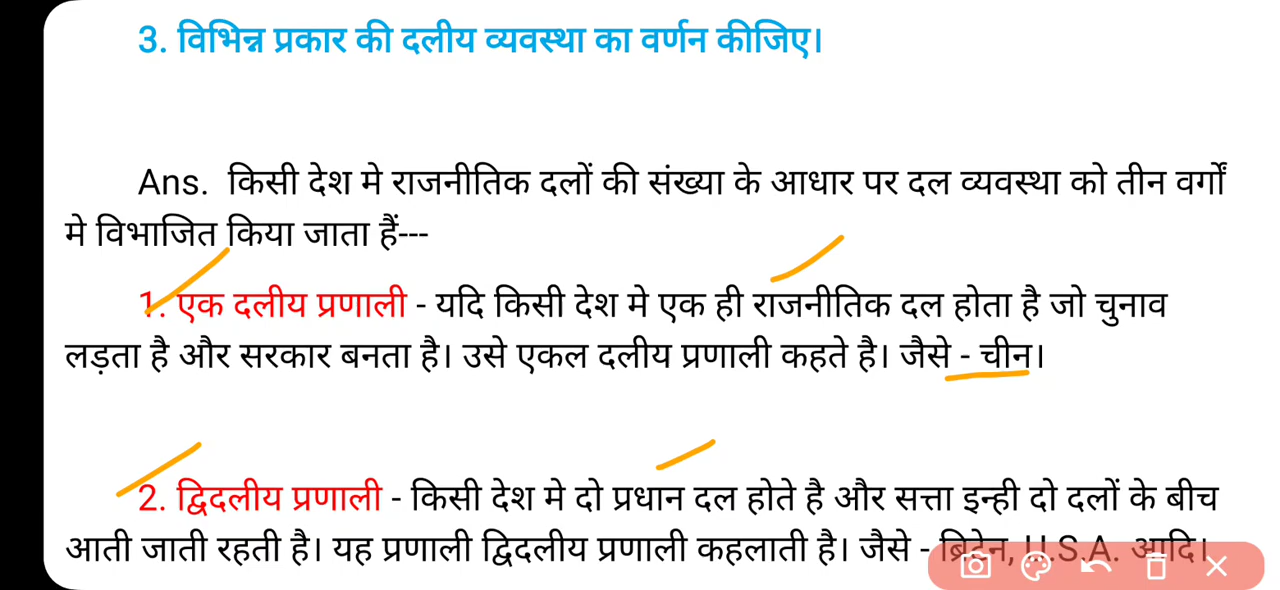 3. विभिन्न प्रकार की दलीय व्यवस्था का वर्णन कीजिए।
Ans. किसी देश मे राजनीतिक दलों की संख्या के आधार पर दल व्यवस्था को तीन वर्गों
मे विभाजित किया जाता हैं---
1. एक दलीय प्रणाली - यदि किसी देश मे एक ही राजनीतिक दल होता है जो चुनाव
लड़ता है और सरकार बनता है। उसे एकल दलीय प्रणाली कहते है। जैसे - चीन।
2. द्विदलीय प्रणाली - किसी देश मे दो प्रधान दल होते है और सत्ता इन्ही दो दलों के बीच
आती जाती रहती है। यह प्रणाली द्विदलीय प्रणाली कहलाती है। जैसे - ब्रिटेन, U.S.A. आदि।